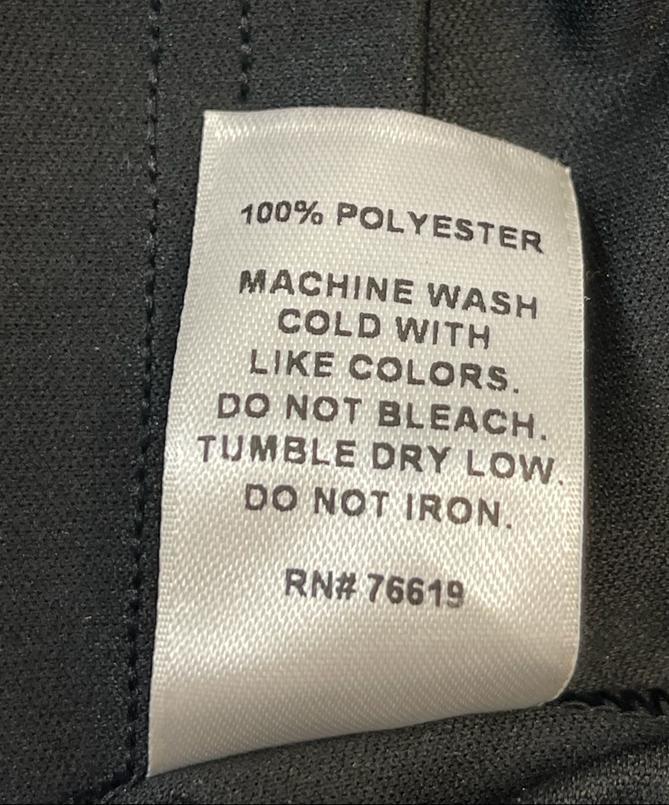 100% POLYESTER
MACHINE WASH
COLD WITH
LIKE COLORS.
DO NOT BLEACH.
TUMBLE DRY LOW.
DO NOT IRON.
RN# 76619